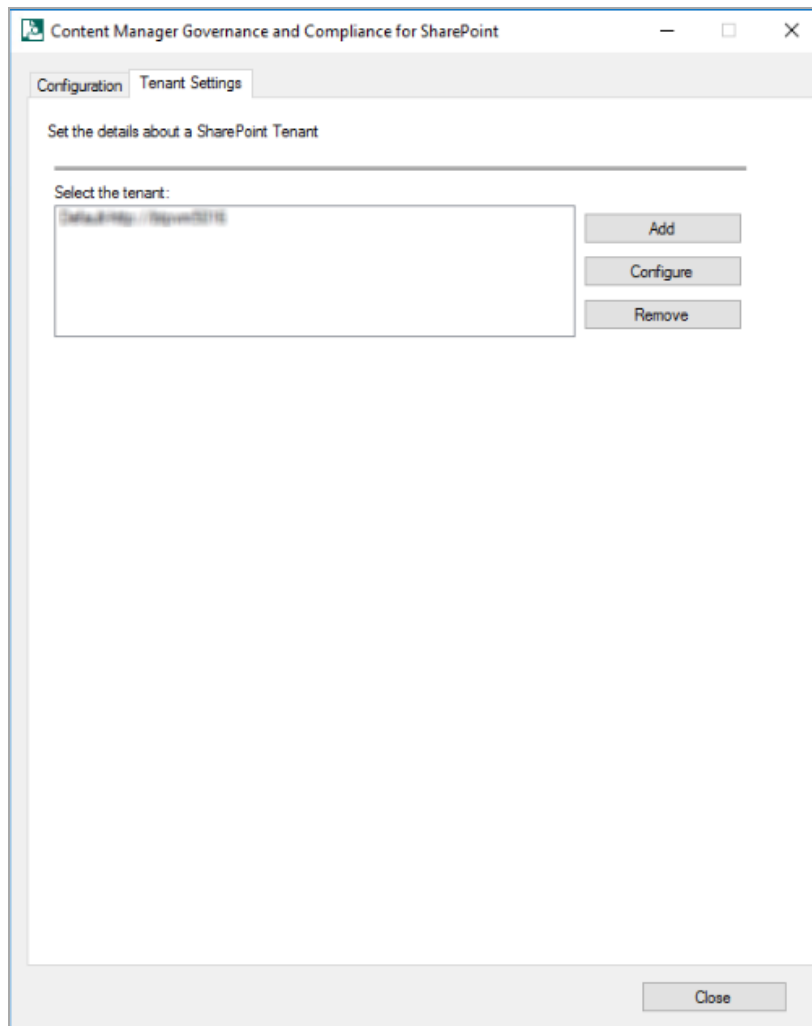 Content Manager Governance and Compliance for SharePoint
Configuration
Tenant Settings
Set the details about a SharePoint Tenant
Select the tenant:
Add
Configure
Remove
Close